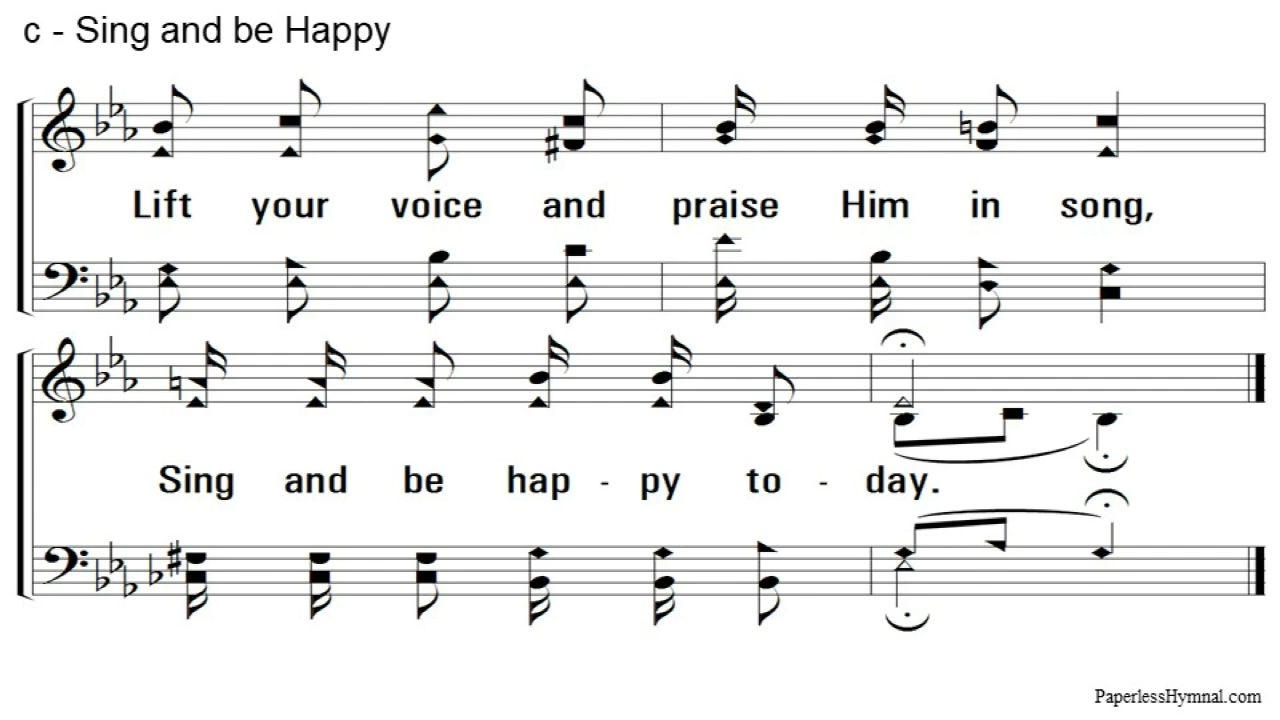 c - Sing and be Happy
Lift your voice and praise Him in song,
Sing and be hap - py to - day.
PaperlessHymnal.com